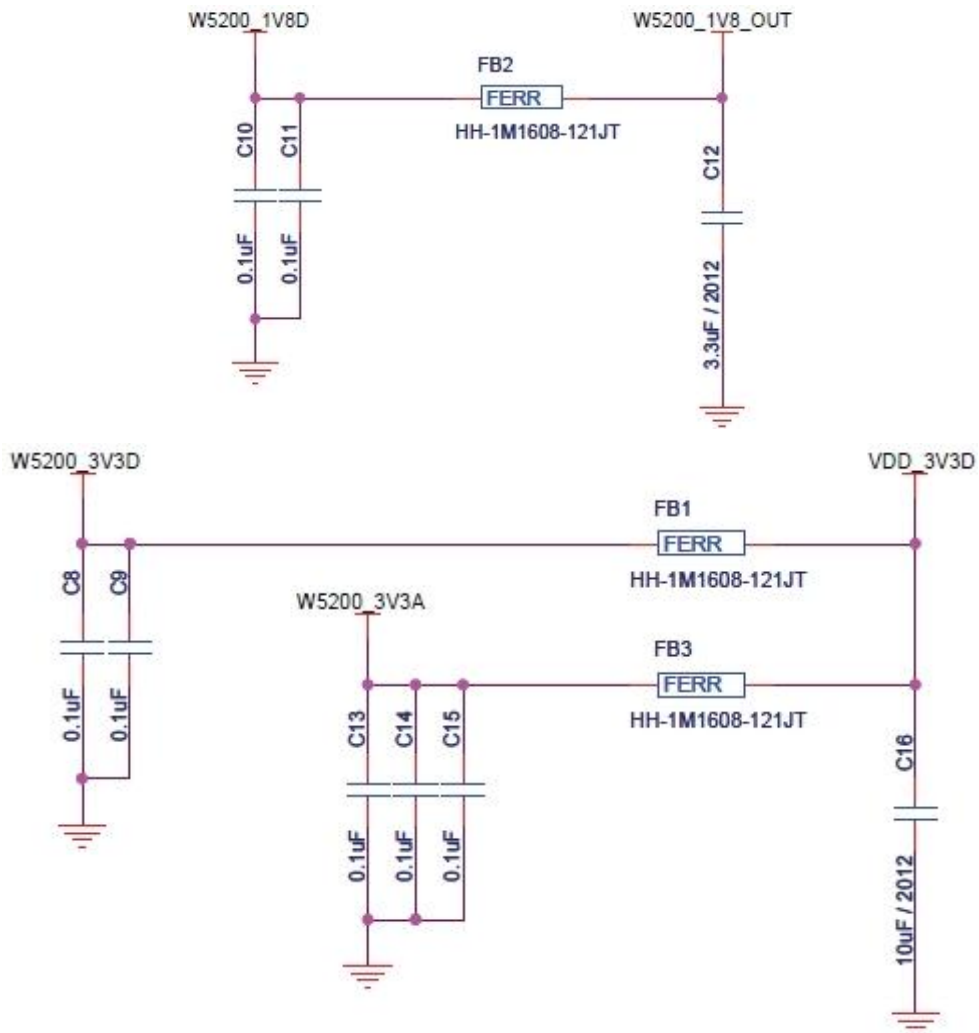 W5200_1V8D
W5200_1V8_OUT
FB2
FERR
HH-1M1608-121JT
C10
C11
C12
0.1uF
0.1uF
3.3uF / 2012
W5200_3V3D
VDD_3V3D
FB1
FERR
HH-1M1608-121JT
C8
C9
W5200_3V3A
FB3
FERR
HH-1M1608-121JT
0.1uF
0.1uF
C13
C14
C15
C16
0.1uF
0.1uF
0.1uF
10uF / 2012